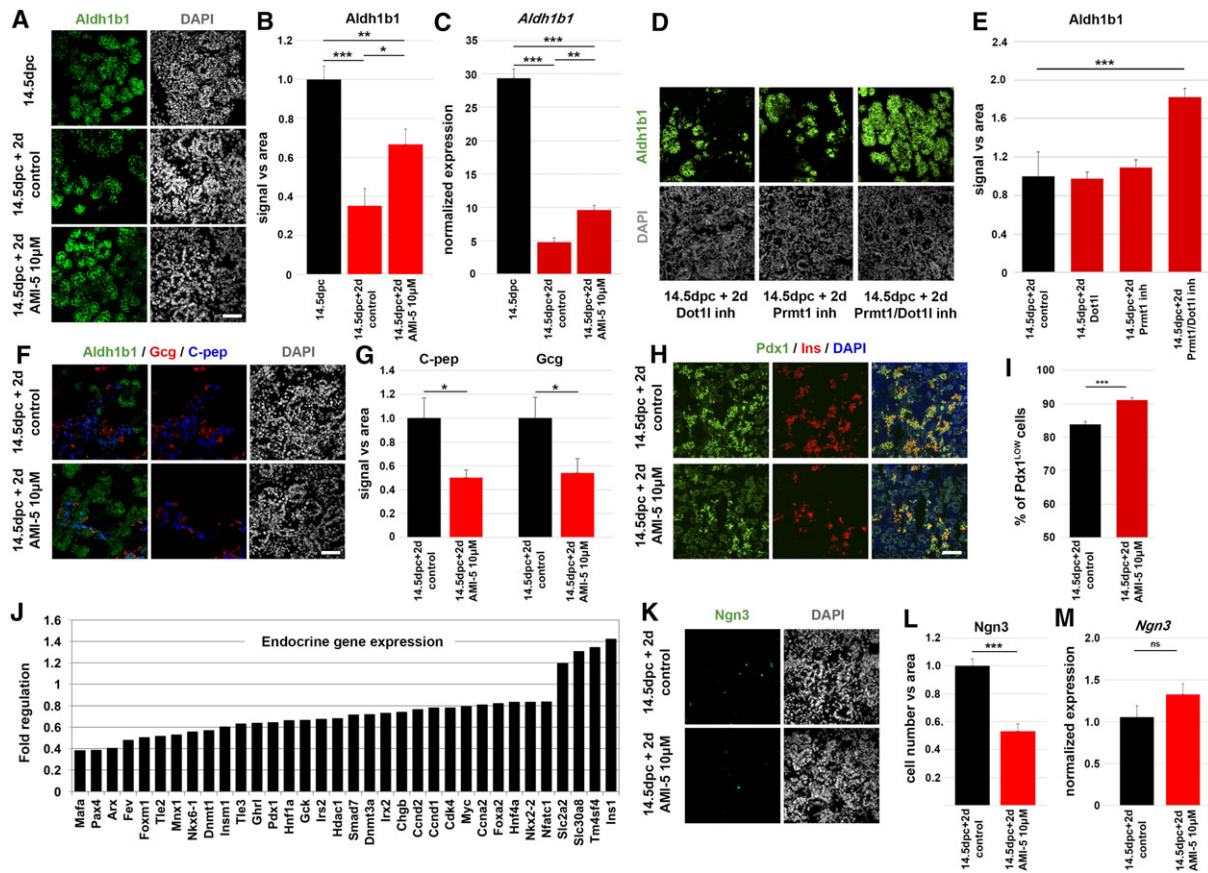 A
Aldh1b1
DAPI
14.5dpc
14.5dpc + 2d
control
14.5dpc + 2d
AMI-5 10µM
B
Aldh1b1
**
***
*
signal vs area
1.2
1.0
0.8
0.6
0.4
0.2
0
14.5dpc
14.5dpc+2d
control
14.5dpc+2d
AMI-5 10µM
C
Aldh1b1
***
***
**
normalized expression
35
30
25
20
15
10
5
0
14.5dpc
14.5dpc+2d
control
14.5dpc+2d
AMI-5 10µM
D
Aldh1b1
DAPI
14.5dpc + 2d
Dot1l inh
14.5dpc + 2d
Prmt1 inh
14.5dpc + 2d
Prmt1/Dot1l inh
E
Aldh1b1
***
signal vs area
2.4
2.0
1.6
1.2
0.8
0.4
0
14.5dpc+2d
control
14.5dpc+2d
Dot1l
14.5dpc+2d
Prmt1 inh
14.5dpc+2d
Prmt1/Dot1l inh
F
Aldh1b1 / Gcg / C-pep
DAPI
14.5dpc + 2d
control
14.5dpc + 2d
AMI-5 10µM
G
C-pep
Gcg
*
*
signal vs area
1.2
1.0
0.8
0.6
0.4
0.2
0
14.5dpc+2d
control
14.5dpc+2d
AMI-5 10µM
14.5dpc+2d
control
14.5dpc+2d
AMI-5 10µM
H
Pdx1 / Ins / DAPI
14.5dpc + 2d
control
14.5dpc + 2d
AMI-5 10µM
I
***
% of Pdx1LOW cells
100
90
80
70
60
50
14.5dpc+2d
control
14.5dpc+2d
AMI-5 10µM
J
Endocrine gene expression
Fold regulation
1.6
1.4
1.2
1
0.8
0.6
0.4
0.2
0
Mafa
Pax4
Arx
Fev
Foxm1
Tle2
Mnx1
Nkx6-1
Dnmt1
Insm1
Tle3
Ghrl
Pdx1
Hnf1a
Gck
Irs2
Hdac1
Smad7
Dnmt3a
Irx2
Chgb
Ccnd2
Ccnd1
Cdk4
Myc
Ccna2
Foxa2
Hnf4a
Nkx2-2
Nfatc1
Slc2a2
Slc30a8
Tm4sf4
Ins1
K
Ngn3
DAPI
14.5dpc + 2d
control
14.5dpc + 2d
AMI-5 10µM
L
Ngn3
***
cell number vs area
1.2
1.0
0.8
0.6
0.4
0.2
0
14.5dpc+2d
control
14.5dpc+2d
AMI-5 10µM
M
Ngn3
ns
normalized expression
2.0
1.5
1.0
0.5
0.0
14.5dpc+2d
control
14.5dpc+2d
AMI-5 10µM